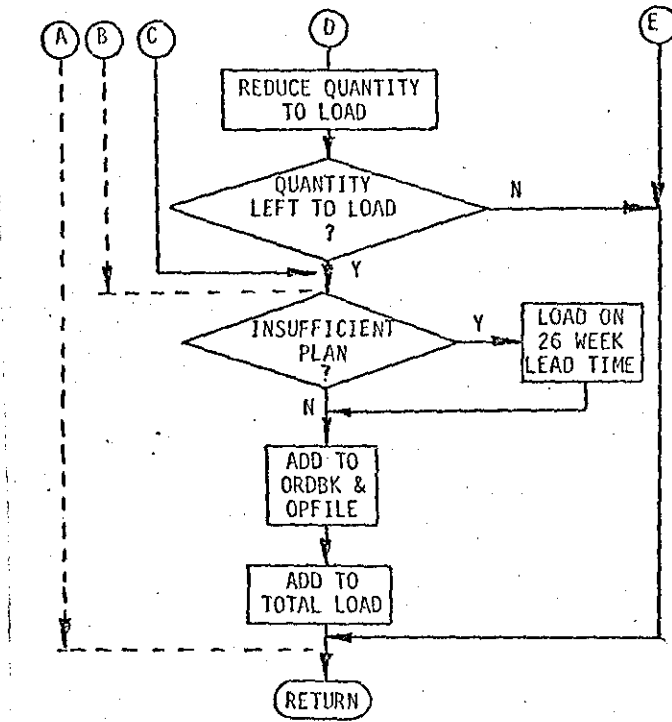 A B C D E
REDUCE QUANTITY
TO LOAD
QUANTITY
LEFT TO LOAD
?
N
Y
INSUFFICIENT
PLAN
?
Y
LOAD ON
26 WEEK
LEAD TIME
N
ADD TO
ORDBK &
OPFILE
ADD TO
TOTAL LOAD
RETURN